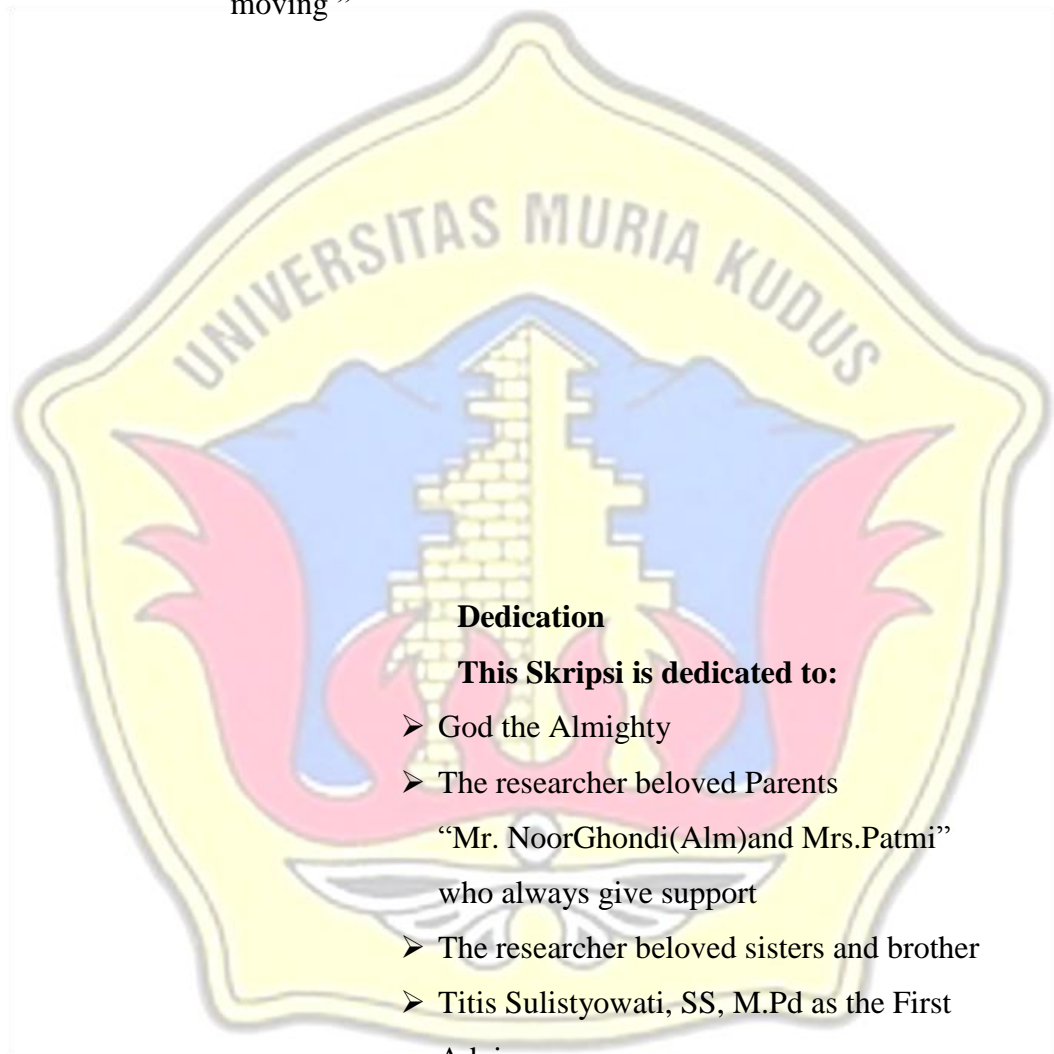 moving ”
UNIVERSITAS MURIA KUDUS
Dedication
This Skripsi is dedicated to:
➢ God the Almighty
➢ The researcher beloved Parents
“Mr. NoorGhondi(Alm)and Mrs.Patmi”
who always give support
➢ The researcher beloved sisters and brother
➢ Titis Sulistyowati, SS, M.Pd as the First